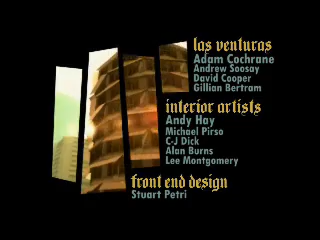 las venturas
Adam Cochrane
Andrew Soosay
David Cooper
Gillian Bertram
interior artists
Andy Hay
Michael Pirso
C-J Dick
Alan Burns
Lee Montgomery
front end design
Stuart Petri